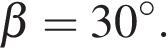 β = 30°.